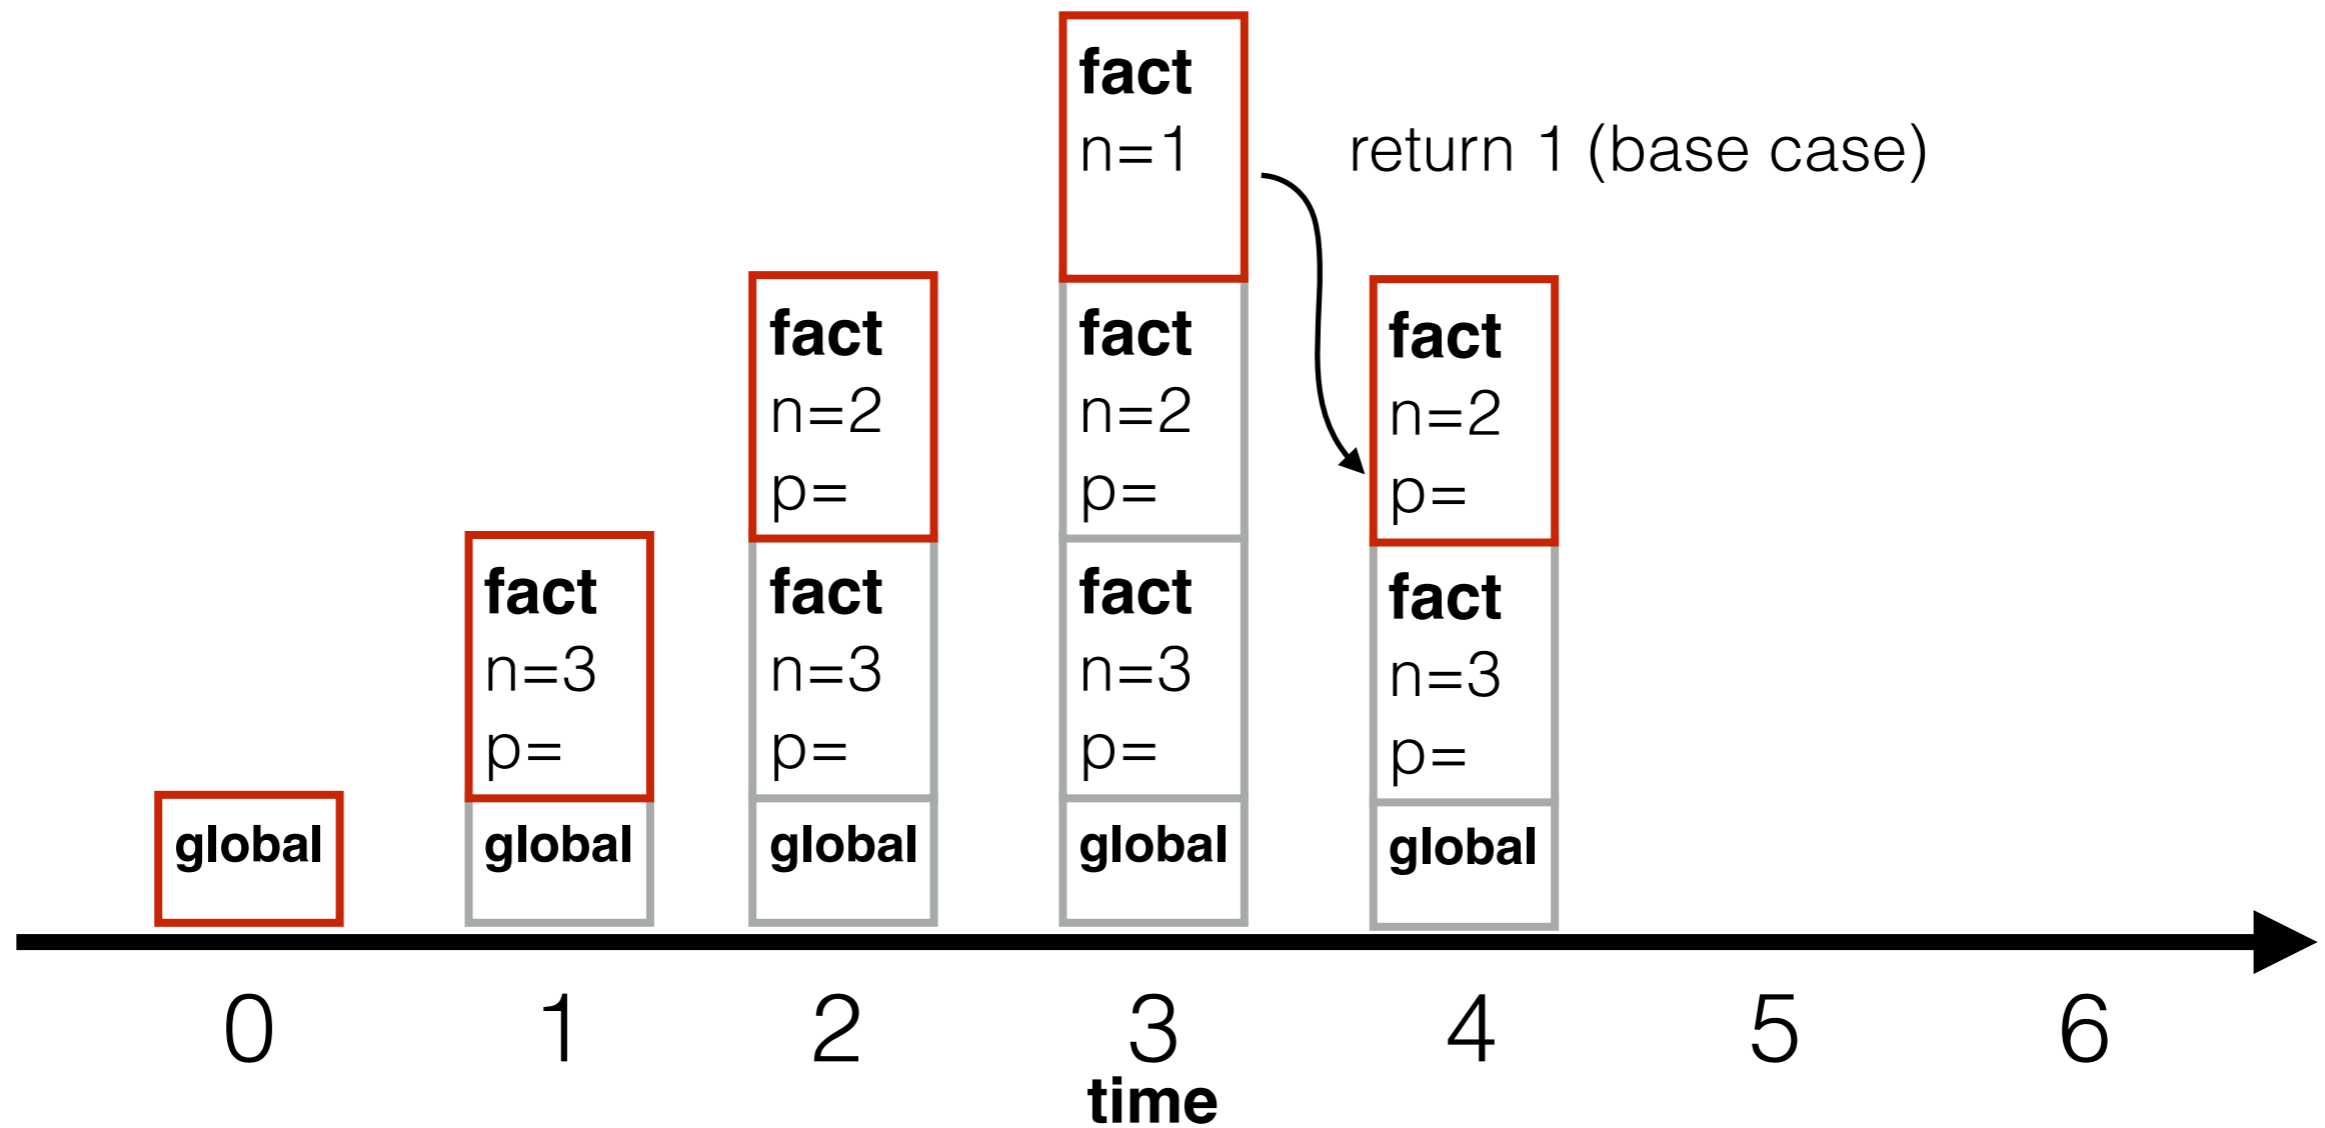 global
fact
n=3
p=
global
fact
n=2
p=
fact
n=3
p=
global
fact
n=1
fact
n=2
p=
fact
n=3
p=
global
return 1 (base case)
fact
n=2
p=
fact
n=3
p=
global
0 1 2 3 4 5 6
time